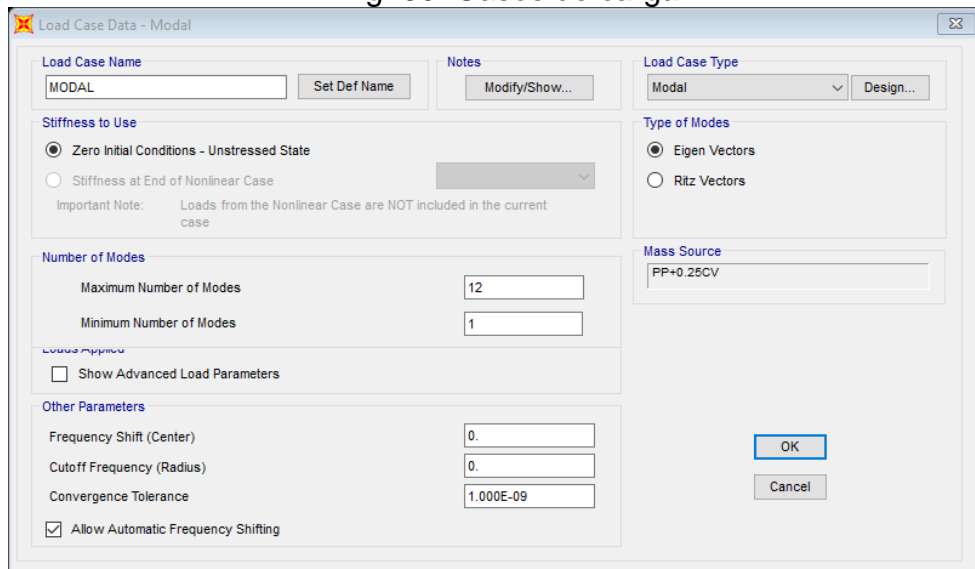 Load Case Data - Modal
Load Case Name
Notes
Load Case Type
MODAL
Set Def Name
Modify/Show...
Modal
Design...
Stiffness to Use
Type of Modes
Zero Initial Conditions - Unstressed State
Eigen Vectors
Stiffness at End of Nonlinear Case
Ritz Vectors
Important Note: Loads from the Nonlinear Case are NOT included in the current
case
Number of Modes
Mass Source
PP+0.25CV
Maximum Number of Modes
12
Minimum Number of Modes
1
Loads Applied
Show Advanced Load Parameters
Other Parameters
Frequency Shift (Center)
0.
Cutoff Frequency (Radius)
0.
Convergence Tolerance
1.000E-09
Allow Automatic Frequency Shifting
OK
Cancel